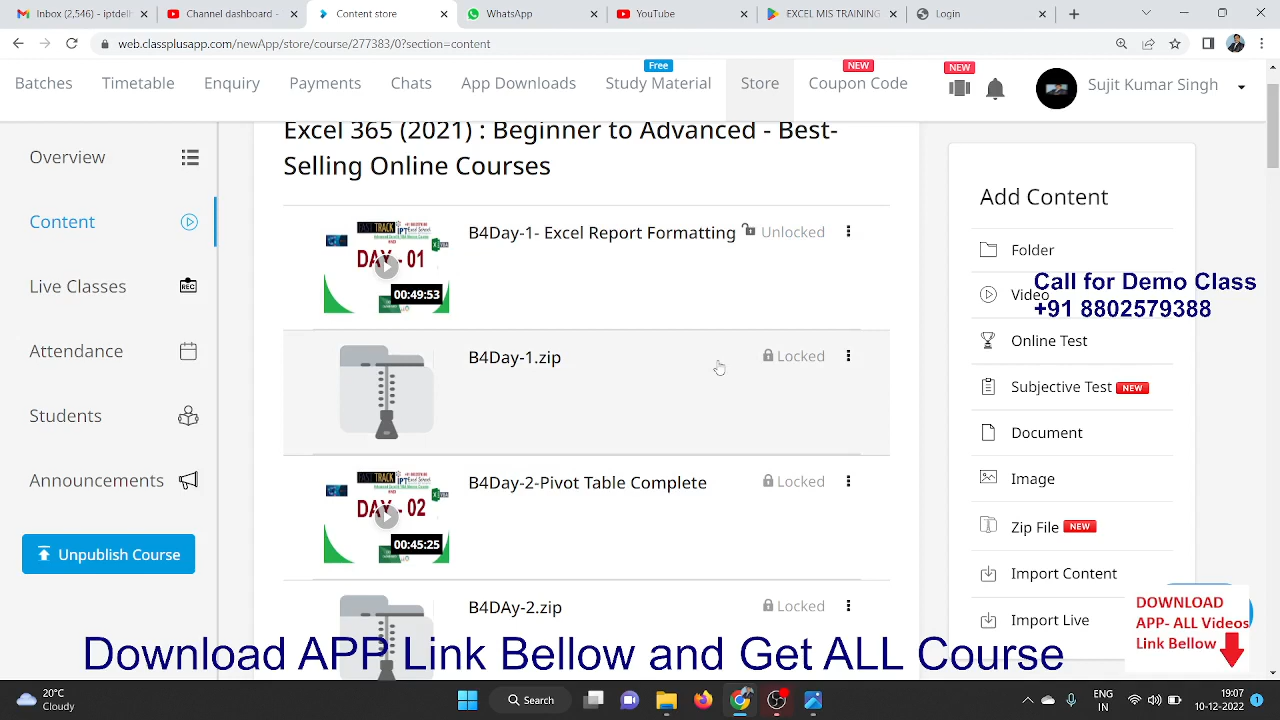 Inbox (2,546) - iptdel
Channel dashboard -
Content store
WhatsApp
YouTube
EXCEL MIS TRAINING
Login
web.classplusapp.com/newApp/store/course/277383/0?section=content
Batches
Timetable
Enquiry
Payments
Chats
App Downloads
Free
Study Material
Store
NEW
Coupon Code
NEW
Sujit Kumar Singh
Overview
Content
Live Classes
REC
Attendance
Students
Announcements
Unpublish Course
Excel 365 (2021) : Beginner to Advanced - Best-
Selling Online Courses
B4Day-1- Excel Report Formatting
Unlocked
DAY - 01
00:49:53
B4Day-1.zip
Locked
B4Day-2-Pivot Table Complete
Locked
DAY - 02
00:45:25
B4DAy-2.zip
Locked
Add Content
Folder
Video
Call for Demo Class
+91 8802579388
Online Test
Subjective Test NEW
Document
Image
Zip File NEW
Import Content
Import Live
DOWNLOAD
APP- ALL Videos
Link Bellow
Download APP Link Bellow and Get ALL Course
20°C
Cloudy
Search
ENG
IN
19:07
10-12-2022
1